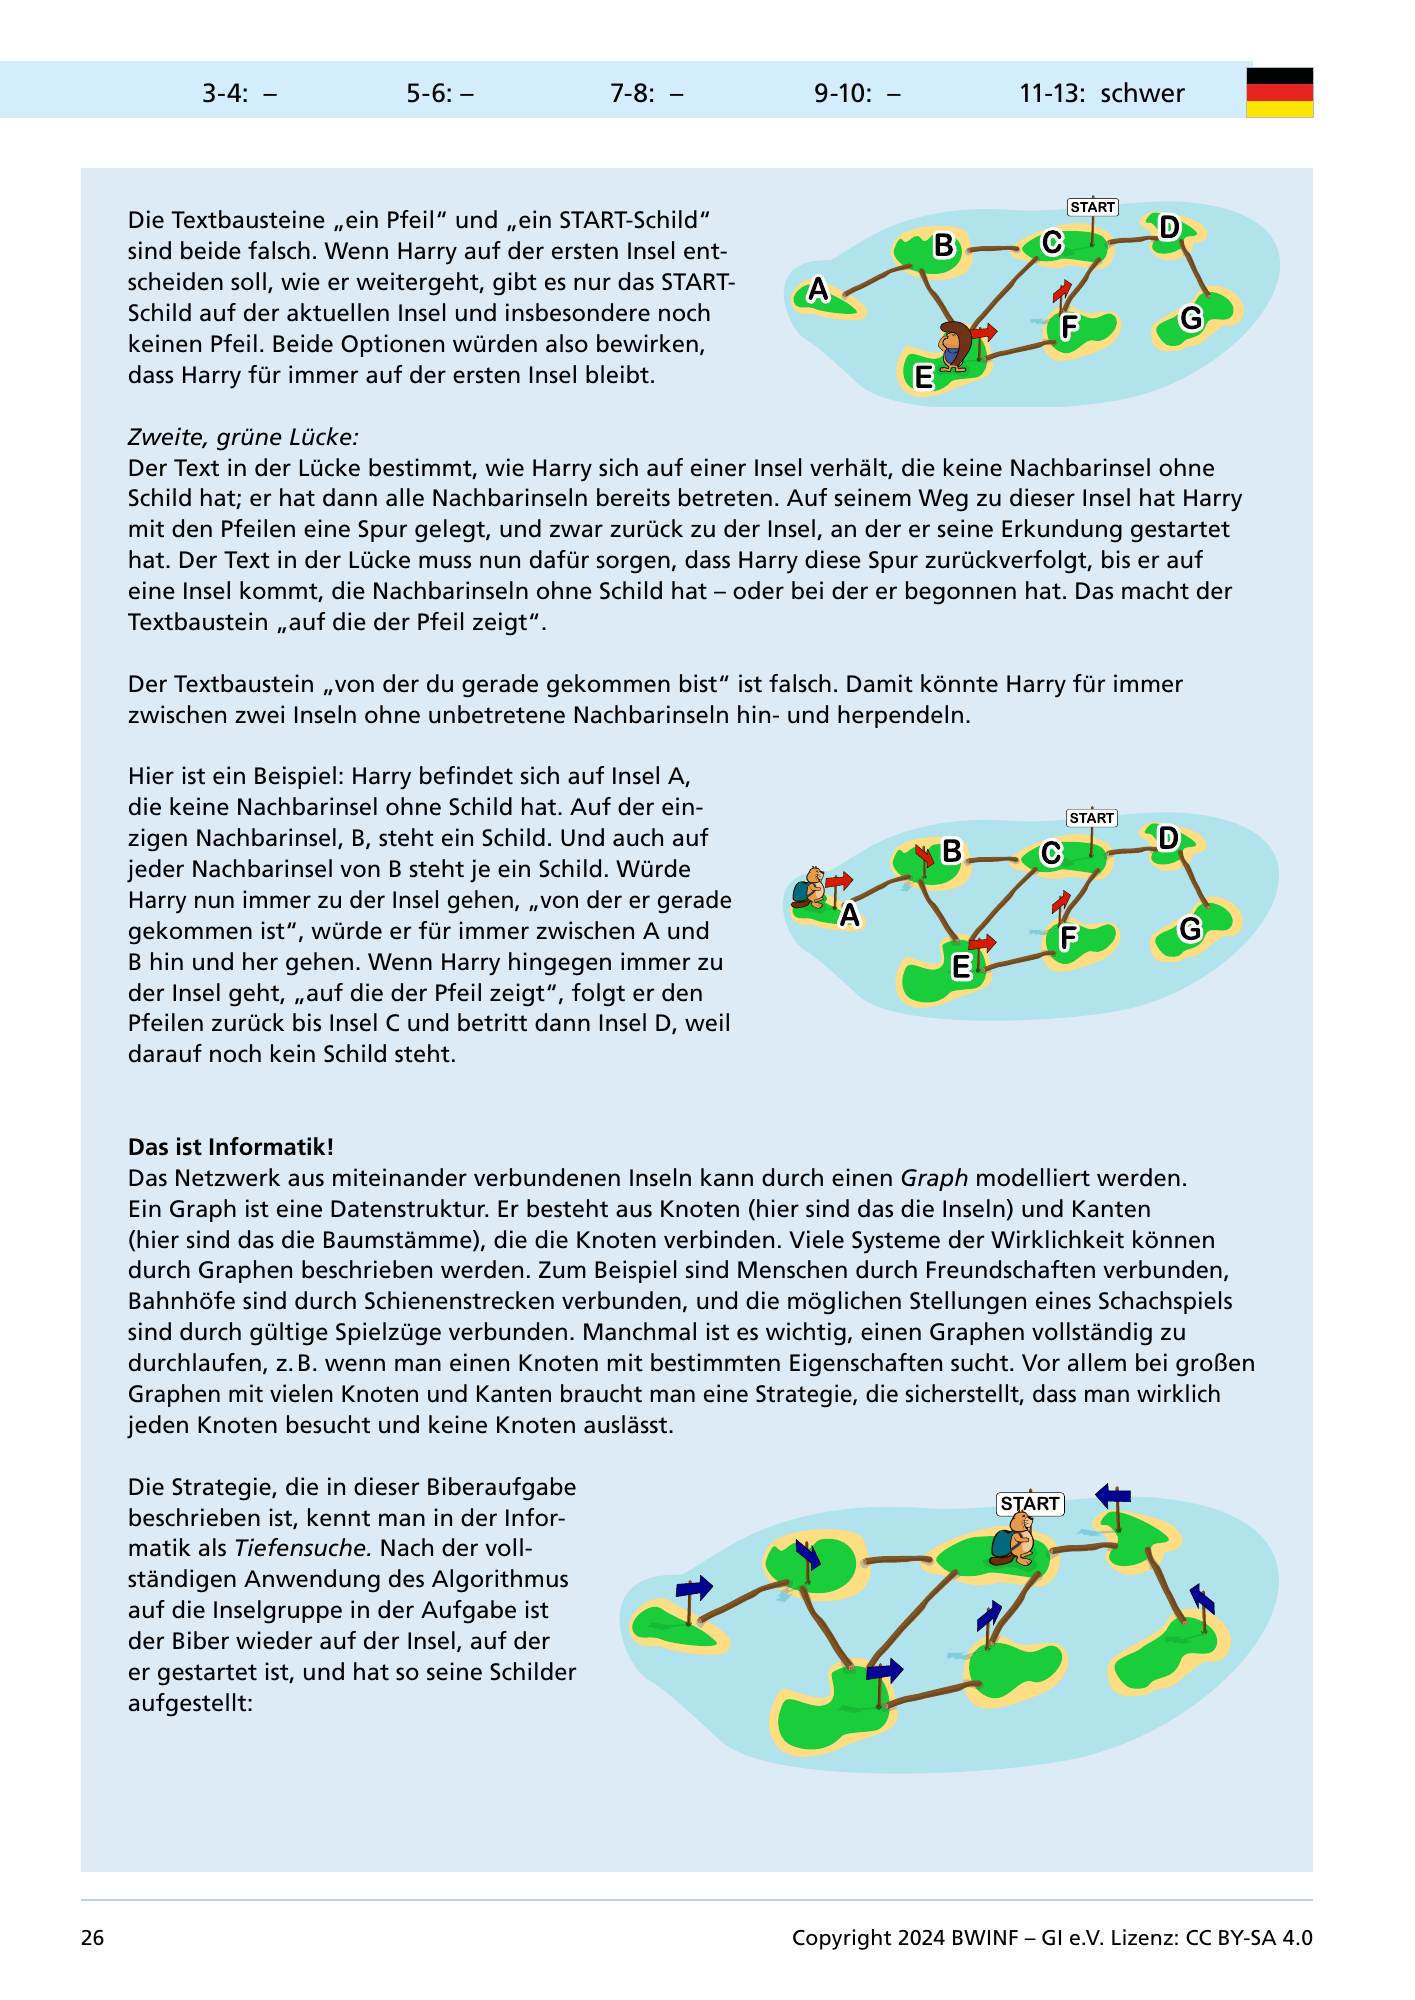 3-4: –	5-6: –	7-8: –	9-10: –	11-13: schwer
Die Textbausteine „ein Pfeil“ und „ein START-Schild“
sind beide falsch. Wenn Harry auf der ersten Insel ent-
scheiden soll, wie er weitergeht, gibt es nur das START-
Schild auf der aktuellen Insel und insbesondere noch
keinen Pfeil. Beide Optionen würden also bewirken,
dass Harry für immer auf der ersten Insel bleibt.
START
A
B
C
D
E
F
G
Zweite, grüne Lücke:
Der Text in der Lücke bestimmt, wie Harry sich auf einer Insel verhält, die keine Nachbarinsel ohne
Schild hat; er hat dann alle Nachbarinseln bereits betreten. Auf seinem Weg zu dieser Insel hat Harry
mit den Pfeilen eine Spur gelegt, und zwar zurück zu der Insel, an der er seine Erkundung gestartet
hat. Der Text in der Lücke muss nun dafür sorgen, dass Harry diese Spur zurückverfolgt, bis er auf
eine Insel kommt, die Nachbarinseln ohne Schild hat – oder bei der er begonnen hat. Das macht der
Textbaustein „auf die der Pfeil zeigt“.
Der Textbaustein „von der du gerade gekommen bist“ ist falsch. Damit könnte Harry für immer
zwischen zwei Inseln ohne unbetretene Nachbarinseln hin- und herpendeln.
Hier ist ein Beispiel: Harry befindet sich auf Insel A,
die keine Nachbarinsel ohne Schild hat. Auf der ein-
zigen Nachbarinsel, B, steht ein Schild. Und auch auf
jeder Nachbarinsel von B steht je ein Schild. Würde
Harry nun immer zu der Insel gehen, „von der er gerade
gekommen ist“, würde er für immer zwischen A und
B hin und her gehen. Wenn Harry hingegen immer zu
der Insel geht, „auf die der Pfeil zeigt“, folgt er den
Pfeilen zurück bis Insel C und betritt dann Insel D, weil
darauf noch kein Schild steht.
START
A
B
C
D
E
F
G
Das ist Informatik!
Das Netzwerk aus miteinander verbundenen Inseln kann durch einen Graph modelliert werden.
Ein Graph ist eine Datenstruktur. Er besteht aus Knoten (hier sind das die Inseln) und Kanten
(hier sind das die Baumstämme), die die Knoten verbinden. Viele Systeme der Wirklichkeit können
durch Graphen beschrieben werden. Zum Beispiel sind Menschen durch Freundschaften verbunden,
Bahnhöfe sind durch Schienenstrecken verbunden, und die möglichen Stellungen eines Schachspiels
sind durch gültige Spielzüge verbunden. Manchmal ist es wichtig, einen Graphen vollständig zu
durchlaufen, z. B. wenn man einen Knoten mit bestimmten Eigenschaften sucht. Vor allem bei großen
Graphen mit vielen Knoten und Kanten braucht man eine Strategie, die sicherstellt, dass man wirklich
jeden Knoten besucht und keine Knoten auslässt.
Die Strategie, die in dieser Biberaufgabe
beschrieben ist, kennt man in der Infor-
matik als Tiefensuche. Nach der voll-
ständigen Anwendung des Algorithmus
auf die Inselgruppe in der Aufgabe ist
der Biber wieder auf der Insel, auf der
er gestartet ist, und hat so seine Schilder
aufgestellt:
START
26	Copyright 2024 BWINF – GI e.V. Lizenz: CC BY-SA 4.0